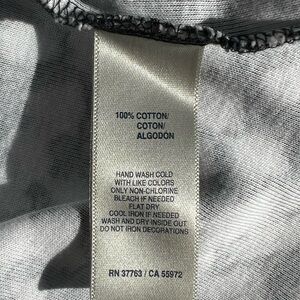 100% COTTON/
COTON/
ALGODÓN
HAND WASH COLD
WITH LIKE COLORS
ONLY NON-CHLORINE
BLEACH IF NEEDED
FLAT DRY
COOL IRON IF NEEDED
WASH AND DRY INSIDE OUT
DO NOT IRON DECORATIONS
RN 37763 / CA 55972